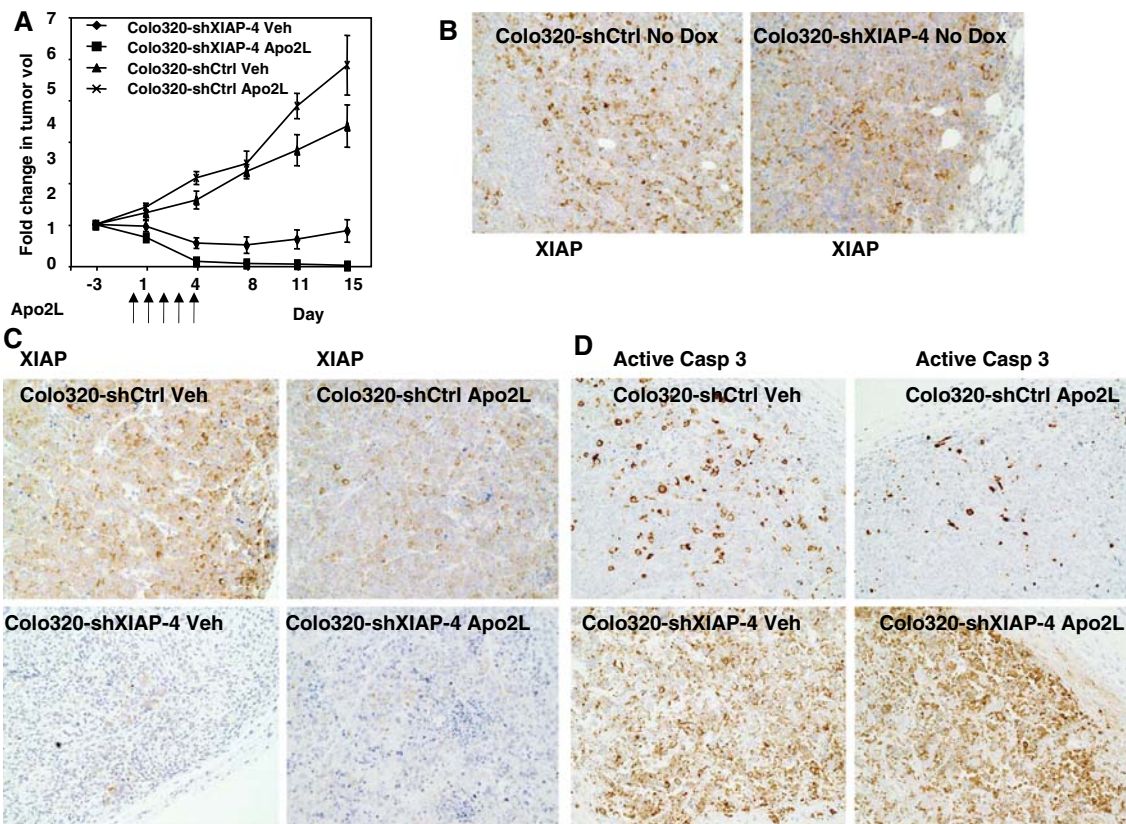 A
7
6
5
4
3
2
1
0
Fold change in tumor vol
Colo320-shXIAP-4 Veh
Colo320-shXIAP-4 Apo2L
Colo320-shCtrl Veh
Colo320-shCtrl Apo2L
-3 1 4 8 11 15
Apo2L
Day
B
Colo320-shCtrl No Dox
Colo320-shXIAP-4 No Dox
XIAP
XIAP
C
XIAP
XIAP
Colo320-shCtrl Veh
Colo320-shCtrl Apo2L
Colo320-shXIAP-4 Veh
Colo320-shXIAP-4 Apo2L
D
Active Casp 3
Active Casp 3
Colo320-shCtrl Veh
Colo320-shCtrl Apo2L
Colo320-shXIAP-4 Veh
Colo320-shXIAP-4 Apo2L